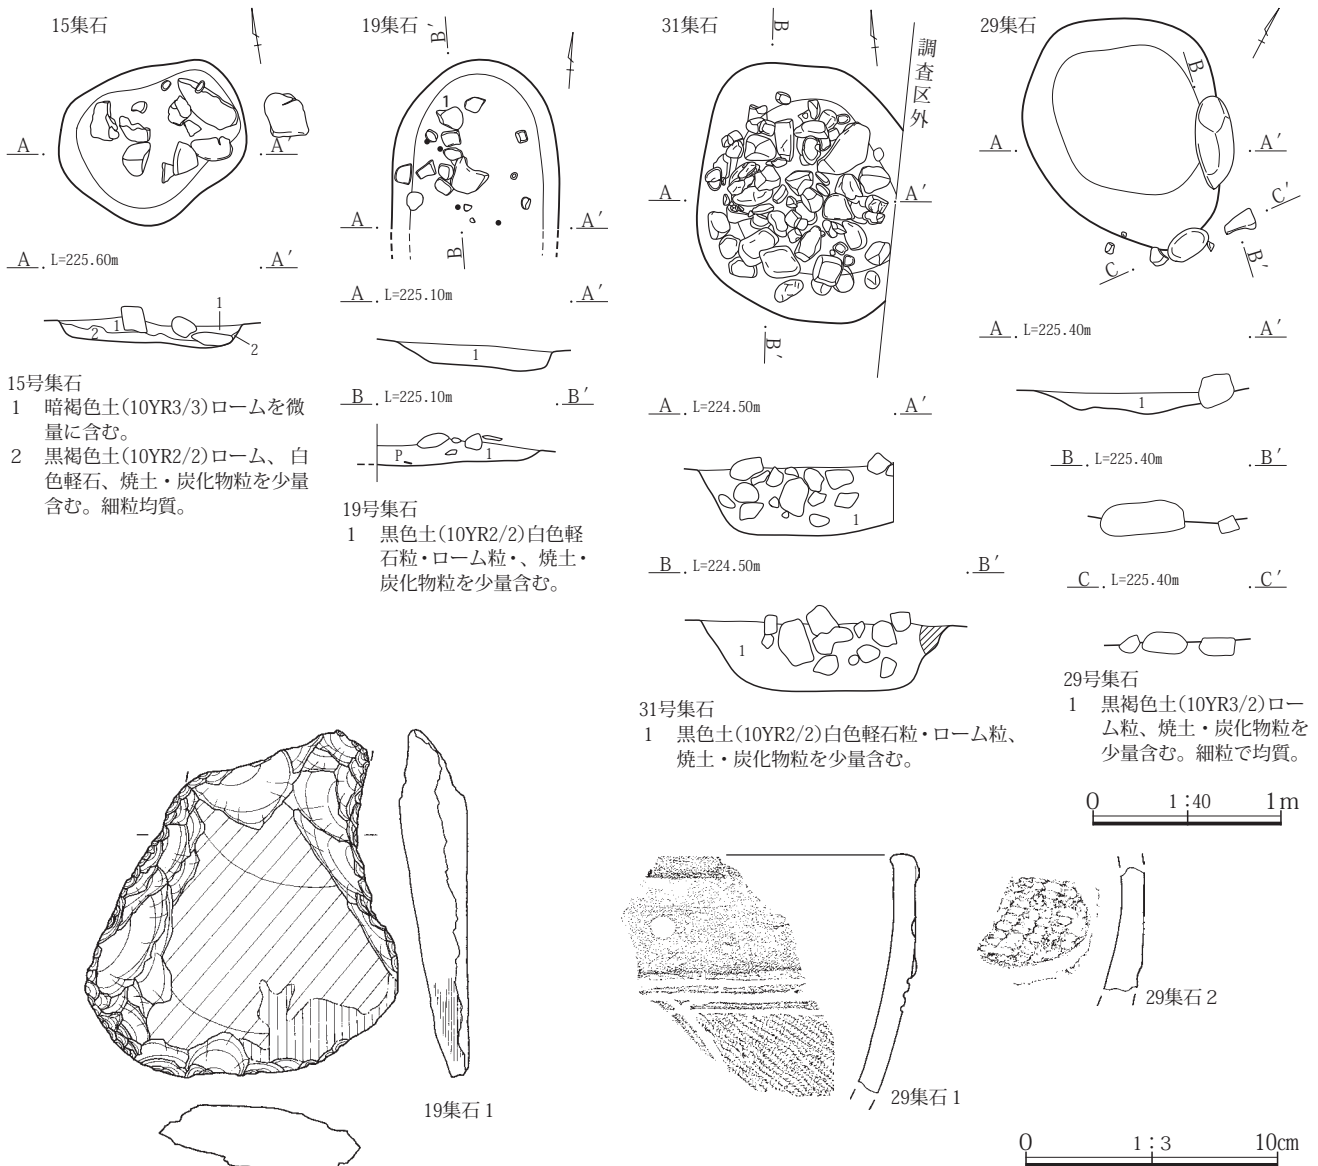 15集石
A
A′
A L=225.60m A′
1
1
2
2
15号集石
1 暗褐色土(10YR3/3)ロームを微
量に含む。
2 黒褐色土(10YR2/2)ローム、白
色軽石、焼土・炭化物粒を少量
含む。細粒均質。
19集石
B′
1
A
A′
B
A L=225.10m A′
1
B L=225.10m B′
P
1
19号集石
1 黒色土(10YR2/2)白色軽
石粒・ローム粒・、焼土・
炭化物粒を少量含む。
31集石
B
調査区外
A
A′
B′
A L=224.50m A′
1
B L=224.50m B′
1
31号集石
1 黒色土(10YR2/2)白色軽石粒・ローム粒、
焼土・炭化物粒を少量含む。
29集石
B
A
A′
C′
C
B′
A L=225.40m A′
1
B L=225.40m B′
C L=225.40m C′
29号集石
1 黒褐色土(10YR3/2)ロー
ム粒、焼土・炭化物粒を
少量含む。細粒で均質。
0 1:40 1m
19集石1
29集石1
29集石2
0 1:3 10cm